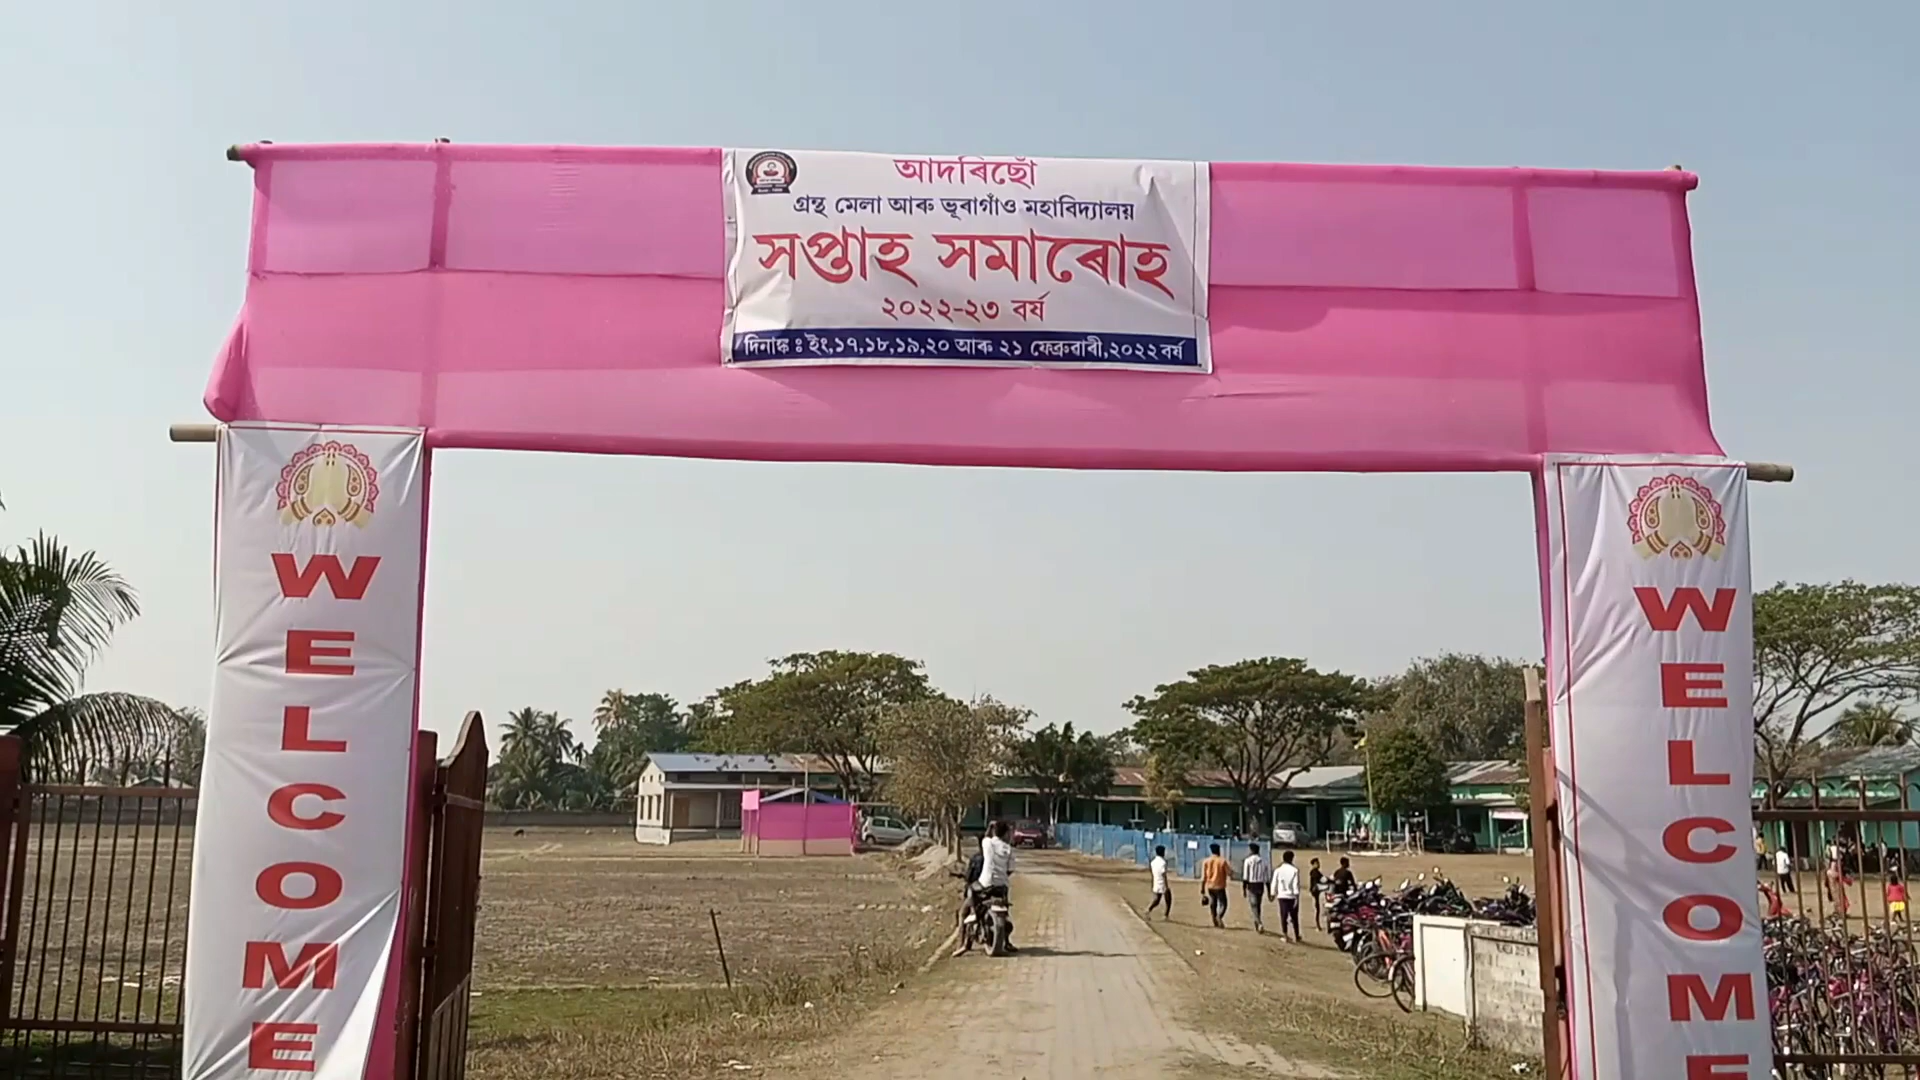 আদৰিছোঁ
গ্ৰন্থ মেলা আৰু ভূৰাগাঁও মহাবিদ্যালয়
সপ্তাহ সমাৰোহ
২০২২-২৩ বৰ্ষ
দিনাঙ্ক ঃ ইং,১৭,১৮,১৯,২০ আৰু ২১ ফেব্ৰুৱাৰী,২০২২ বৰ্ষ
WELCOME
WELCOME